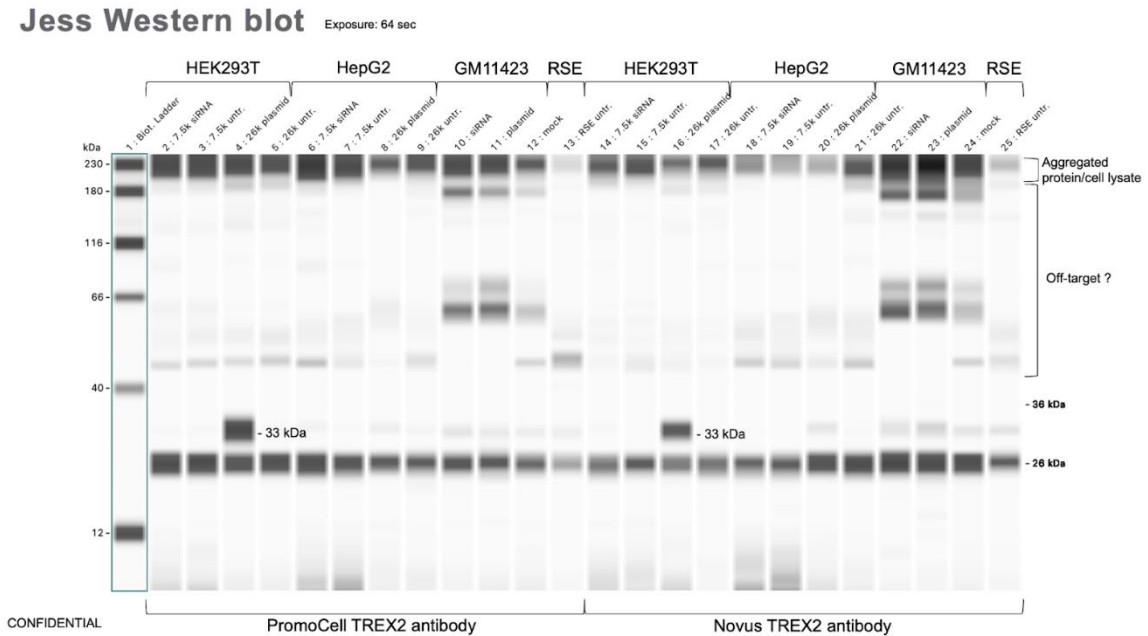 Jess Western blot Exposure: 64 sec
HEK293T HepG2 GM11423 RSE HEK293T HepG2 GM11423 RSE
1 : Biot. Ladder
2 : 7.5k siRNA
3 : 7.5k untr.
4 : 26k plasmid
5 : 26k untr.
6 : 7.5k siRNA
7 : 7.5k untr.
8 : 26k plasmid
9 : 26k untr.
10 : siRNA
11 : plasmid
12 : mock
13 : RSE untr.
14 : 7.5k siRNA
15 : 7.5k untr.
16 : 26k plasmid
17 : 26k untr.
18 : 7.5k siRNA
19 : 7.5k untr.
20 : 26k plasmid
21 : 26k untr.
22 : siRNA
23 : plasmid
24 : mock
25 : RSE untr.
kDa
230 -
180 -
116 -
66 -
40 -
12 -
Aggregated
protein/cell lysate
Off-target ?
- 36 kDa
- 33 kDa
- 33 kDa
- 26 kDa
CONFIDENTIAL
PromoCell TREX2 antibody
Novus TREX2 antibody